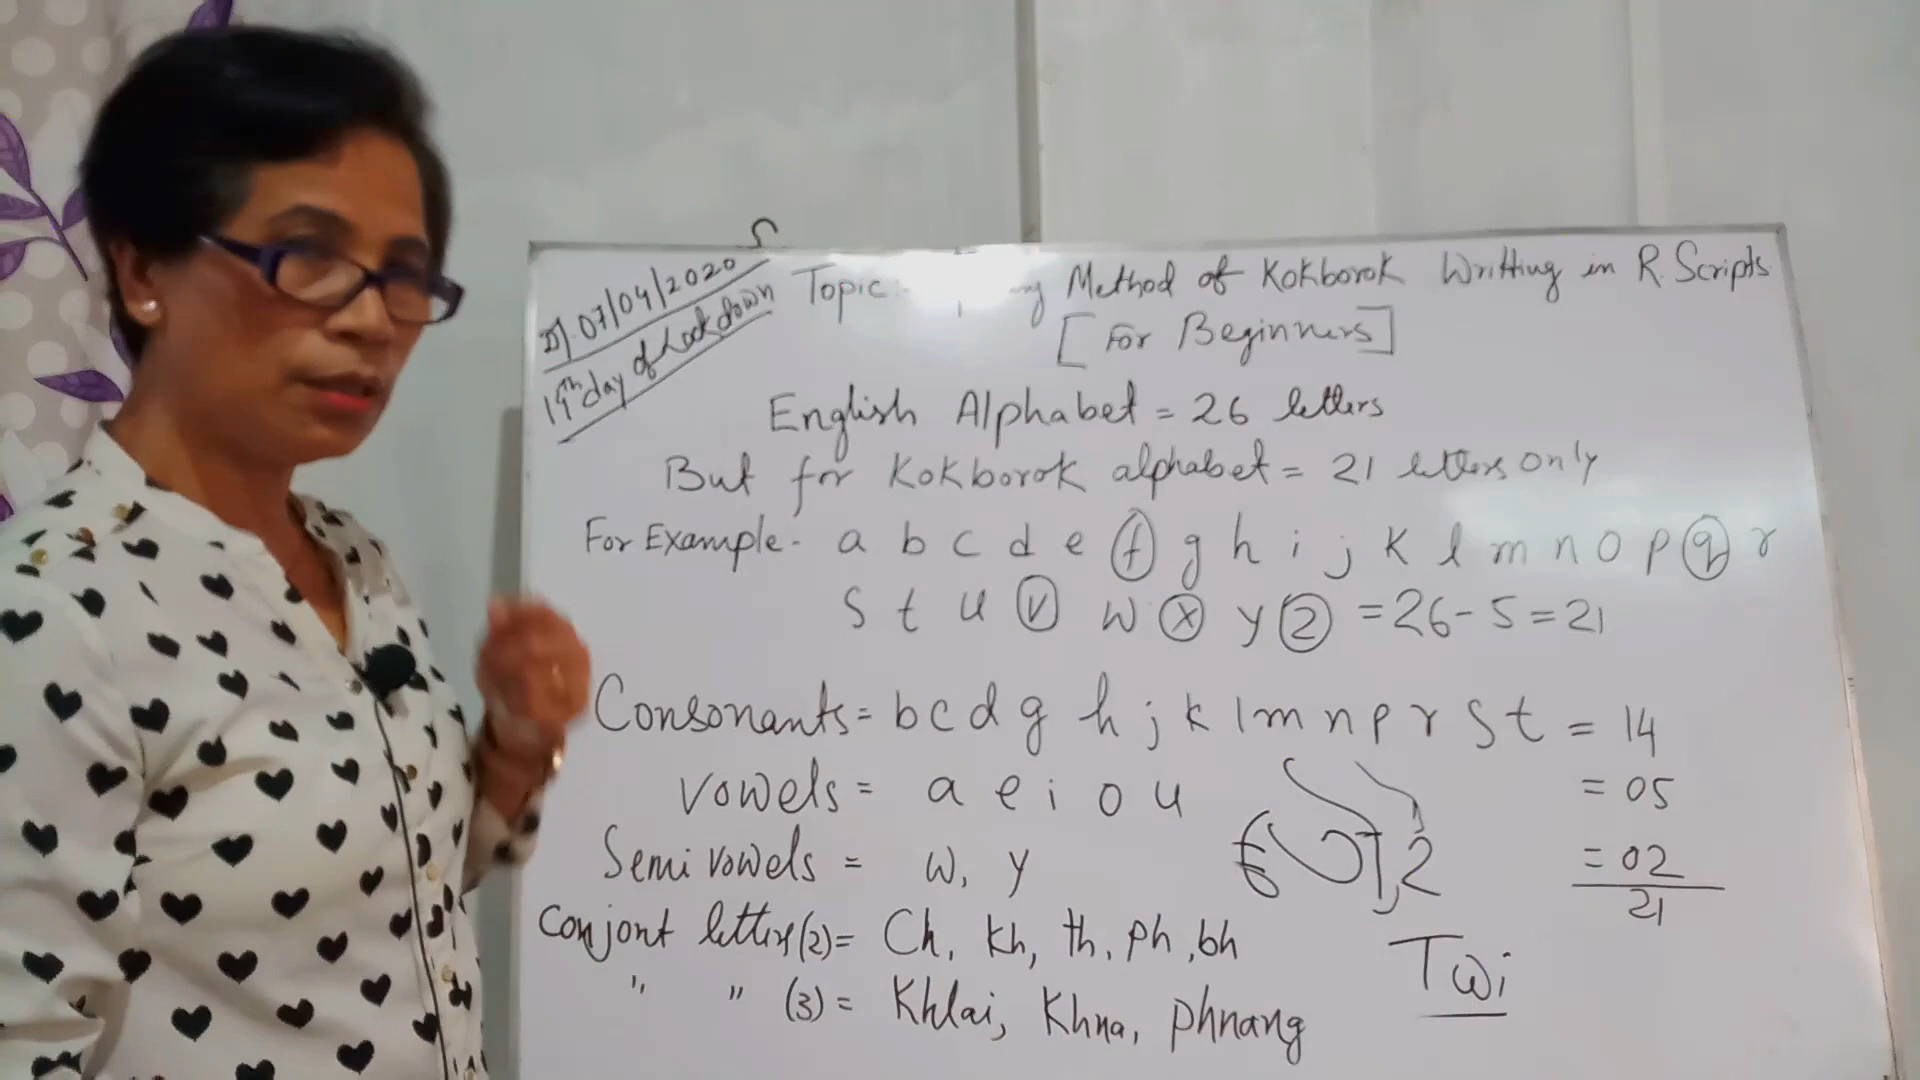 Dt. 07/04/2020
14th day of Lockdown
Topic:- Method of Kokborok Writting in R. Scripts
[For Beginners]
English Alphabet = 26 letters
But for Kokborok alphabet = 21 letters only
For Example- a b c d e f g h i j k l m n o p q r
s t u v w x y z = 26-5=21
Consonants = b c d g h j k l m n p r s t = 14
Vowels = a e i o u = 05
Semi vowels = w, y = 02
21
Conjont letters (2) = Ch, kh, th, ph, bh
" " (3) = Khlai, Khna, phnang
Twi